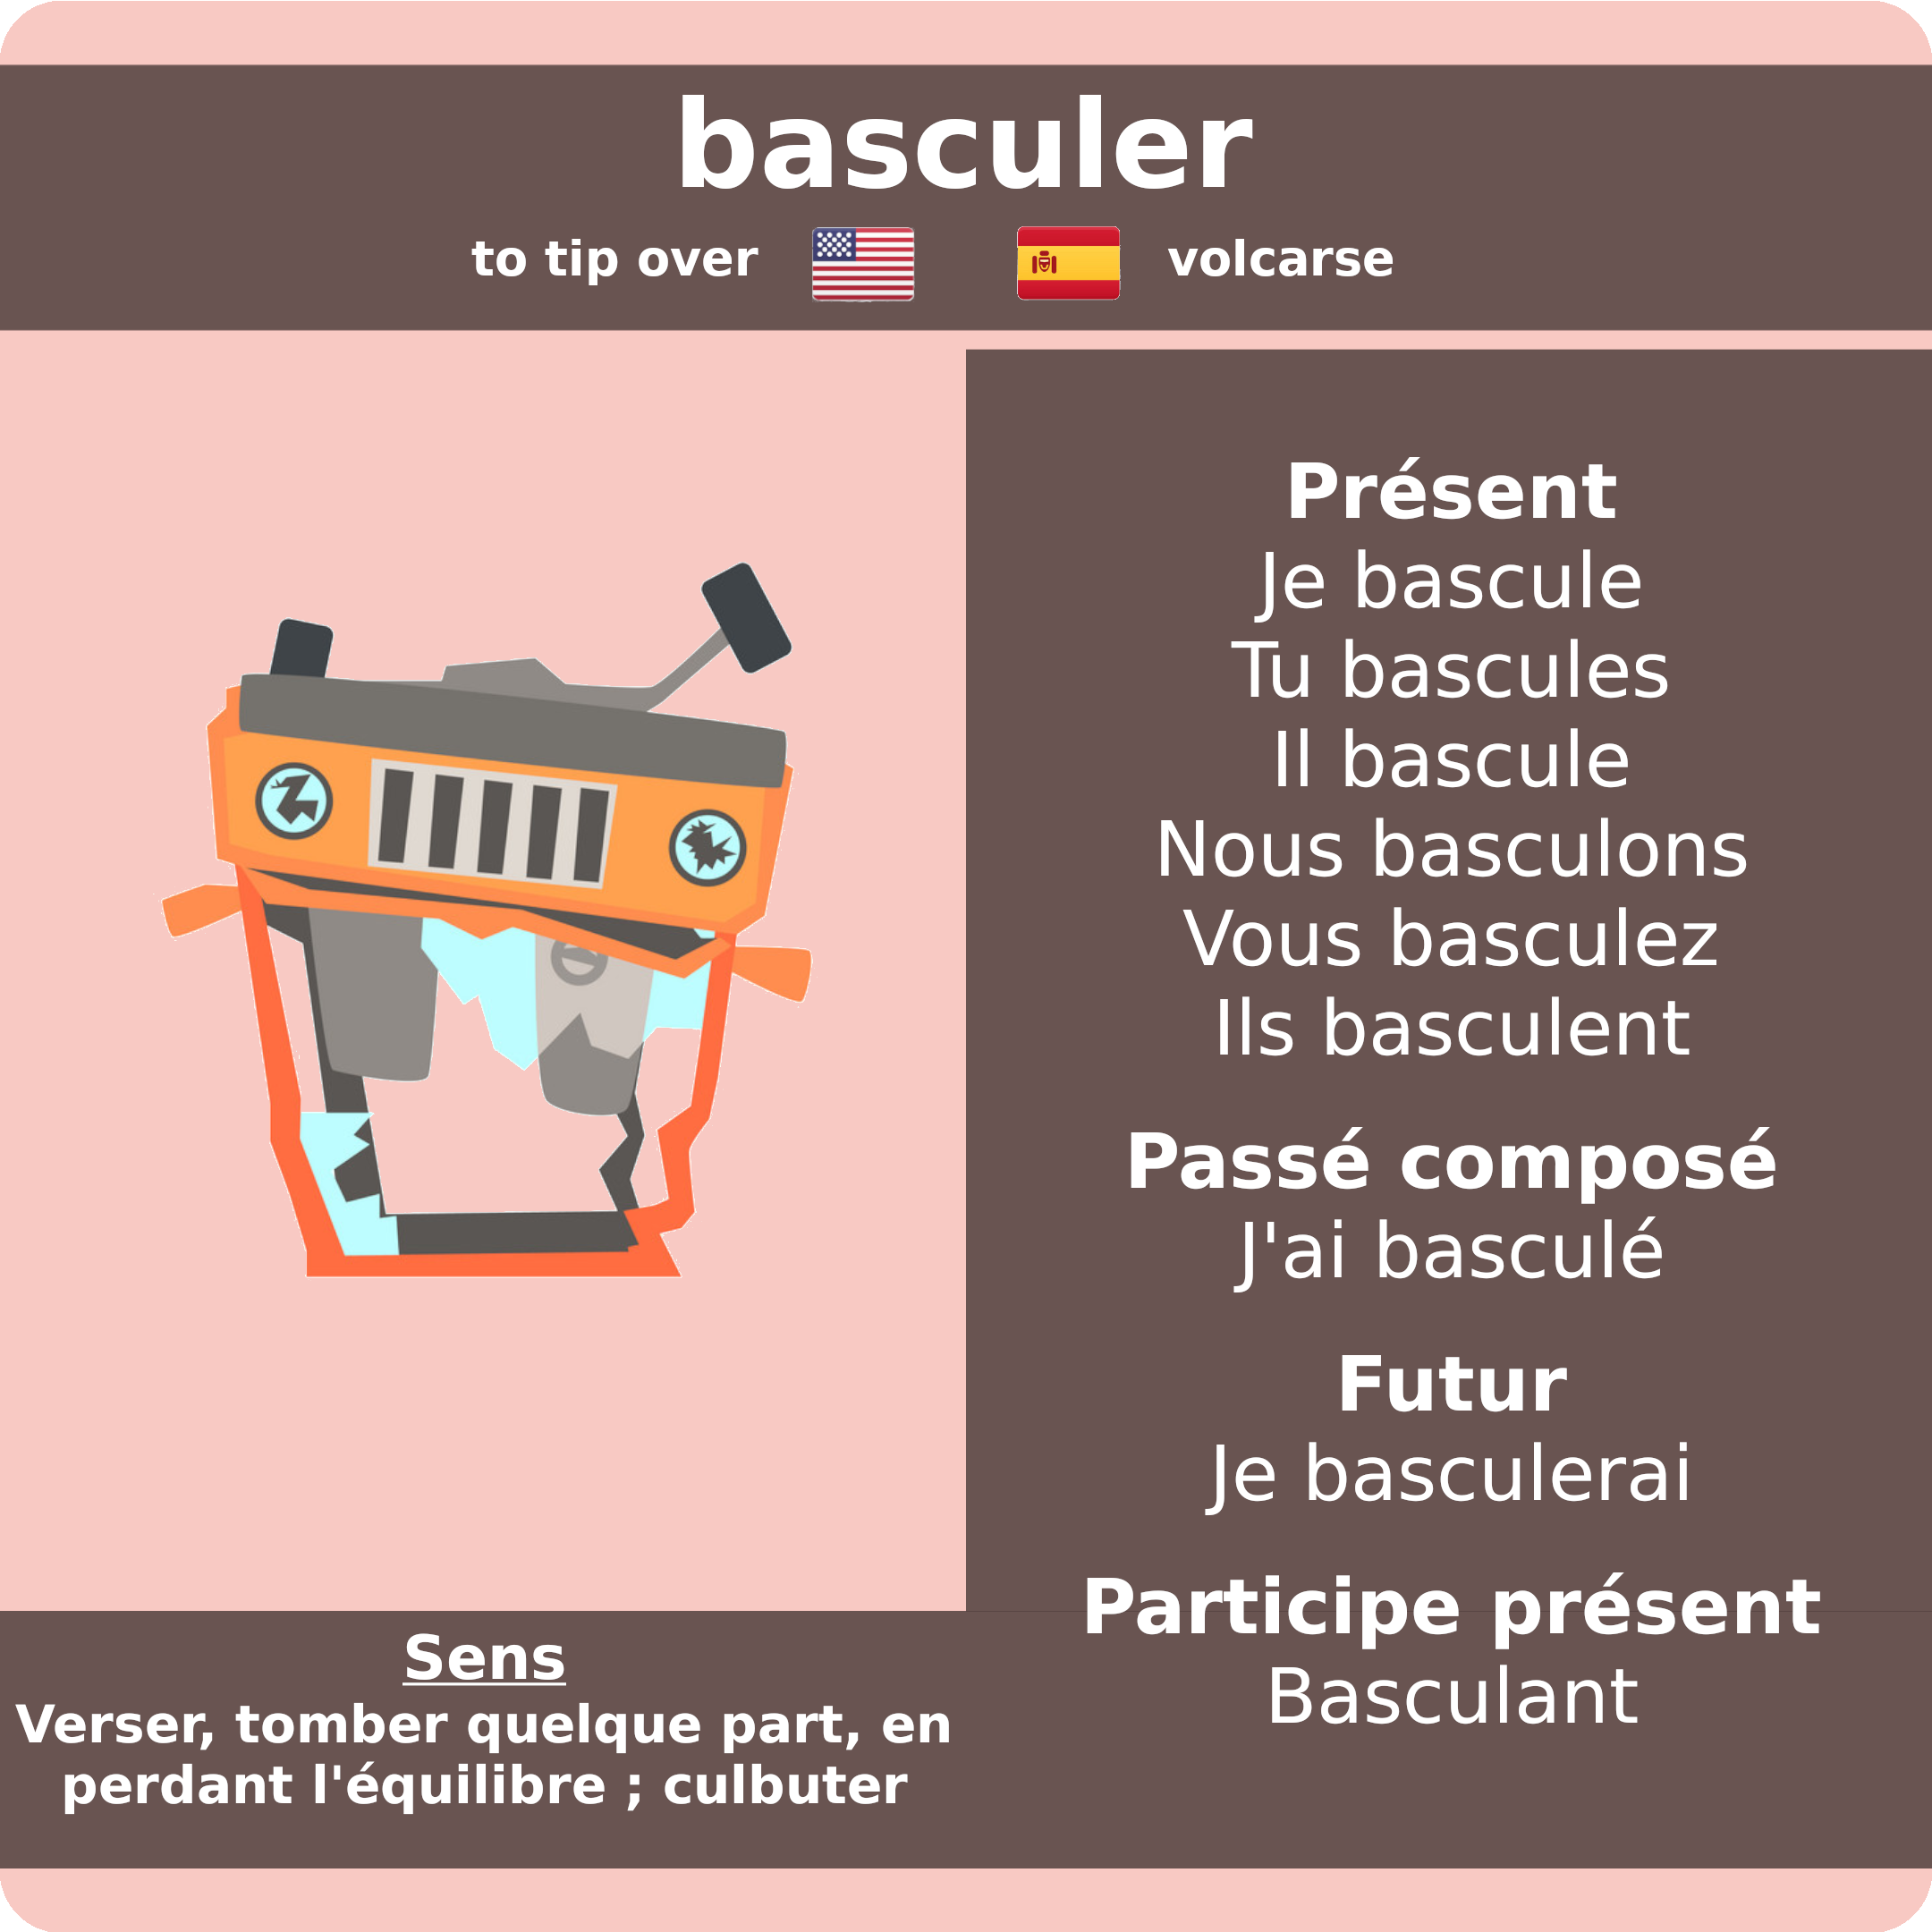 basculer
to tip over
volcarse
Présent
Je bascule
Tu bascules
Il bascule
Nous basculons
Vous basculez
Ils basculent
Passé composé
J'ai basculé
Futur
Je basculerai
Participe présent
Basculant
Sens
Verser, tomber quelque part, en
perdant l'équilibre ; culbuter